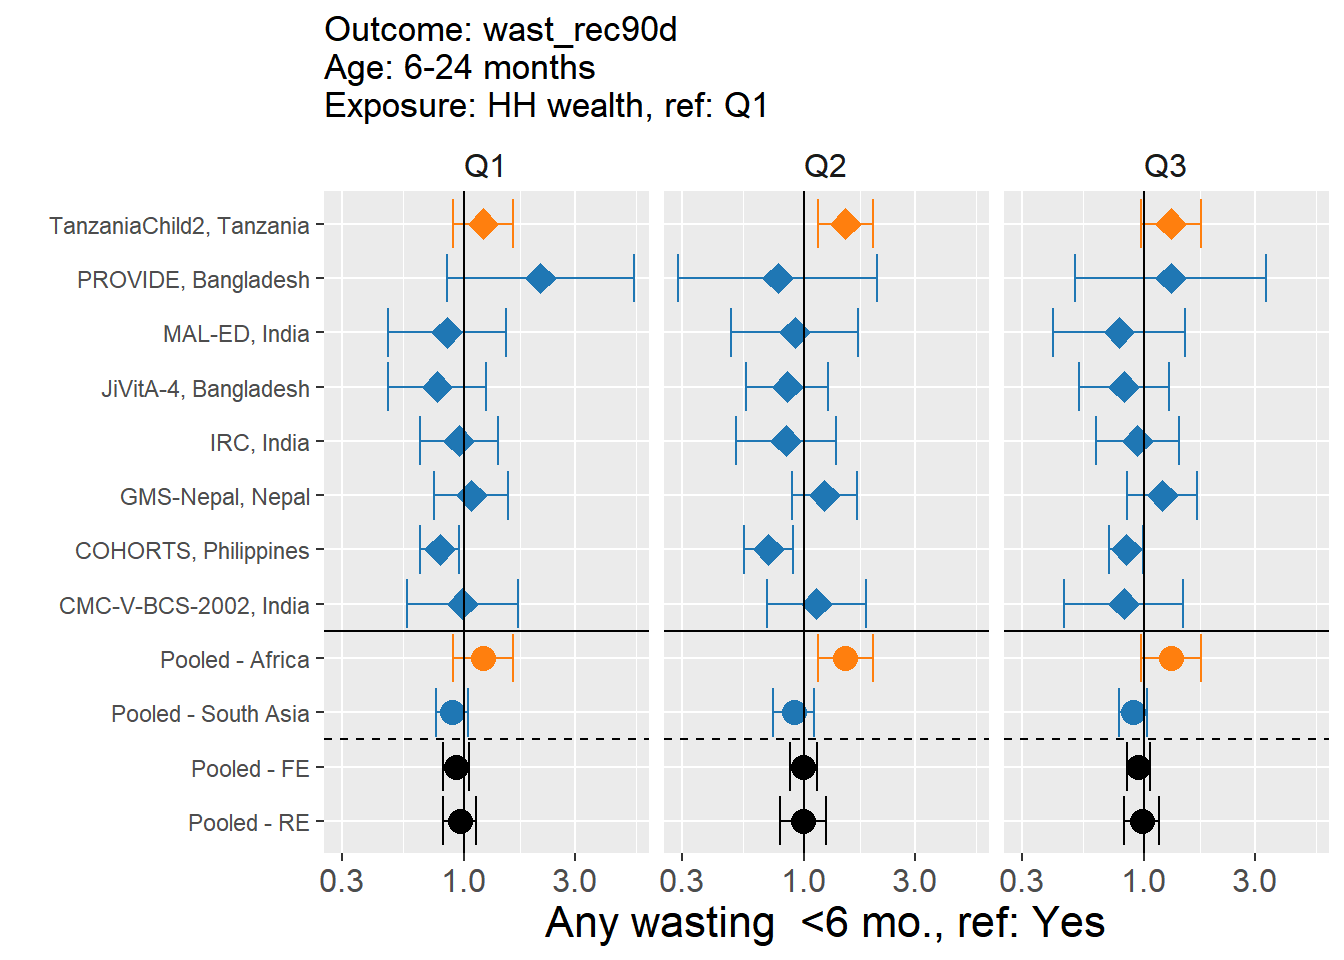 Outcome: wast_rec90d
Age: 6-24 months
Exposure: HH wealth, ref: Q1
Q1 Q2 Q3
TanzaniaChild2, Tanzania
PROVIDE, Bangladesh
MAL-ED, India
JiVitA-4, Bangladesh
IRC, India
GMS-Nepal, Nepal
COHORTS, Philippines
CMC-V-BCS-2002, India
Pooled - Africa
Pooled - South Asia
Pooled - FE
Pooled - RE
0.3 1.0 3.0 0.3 1.0 3.0 0.3 1.0 3.0
Any wasting  <6 mo., ref: Yes